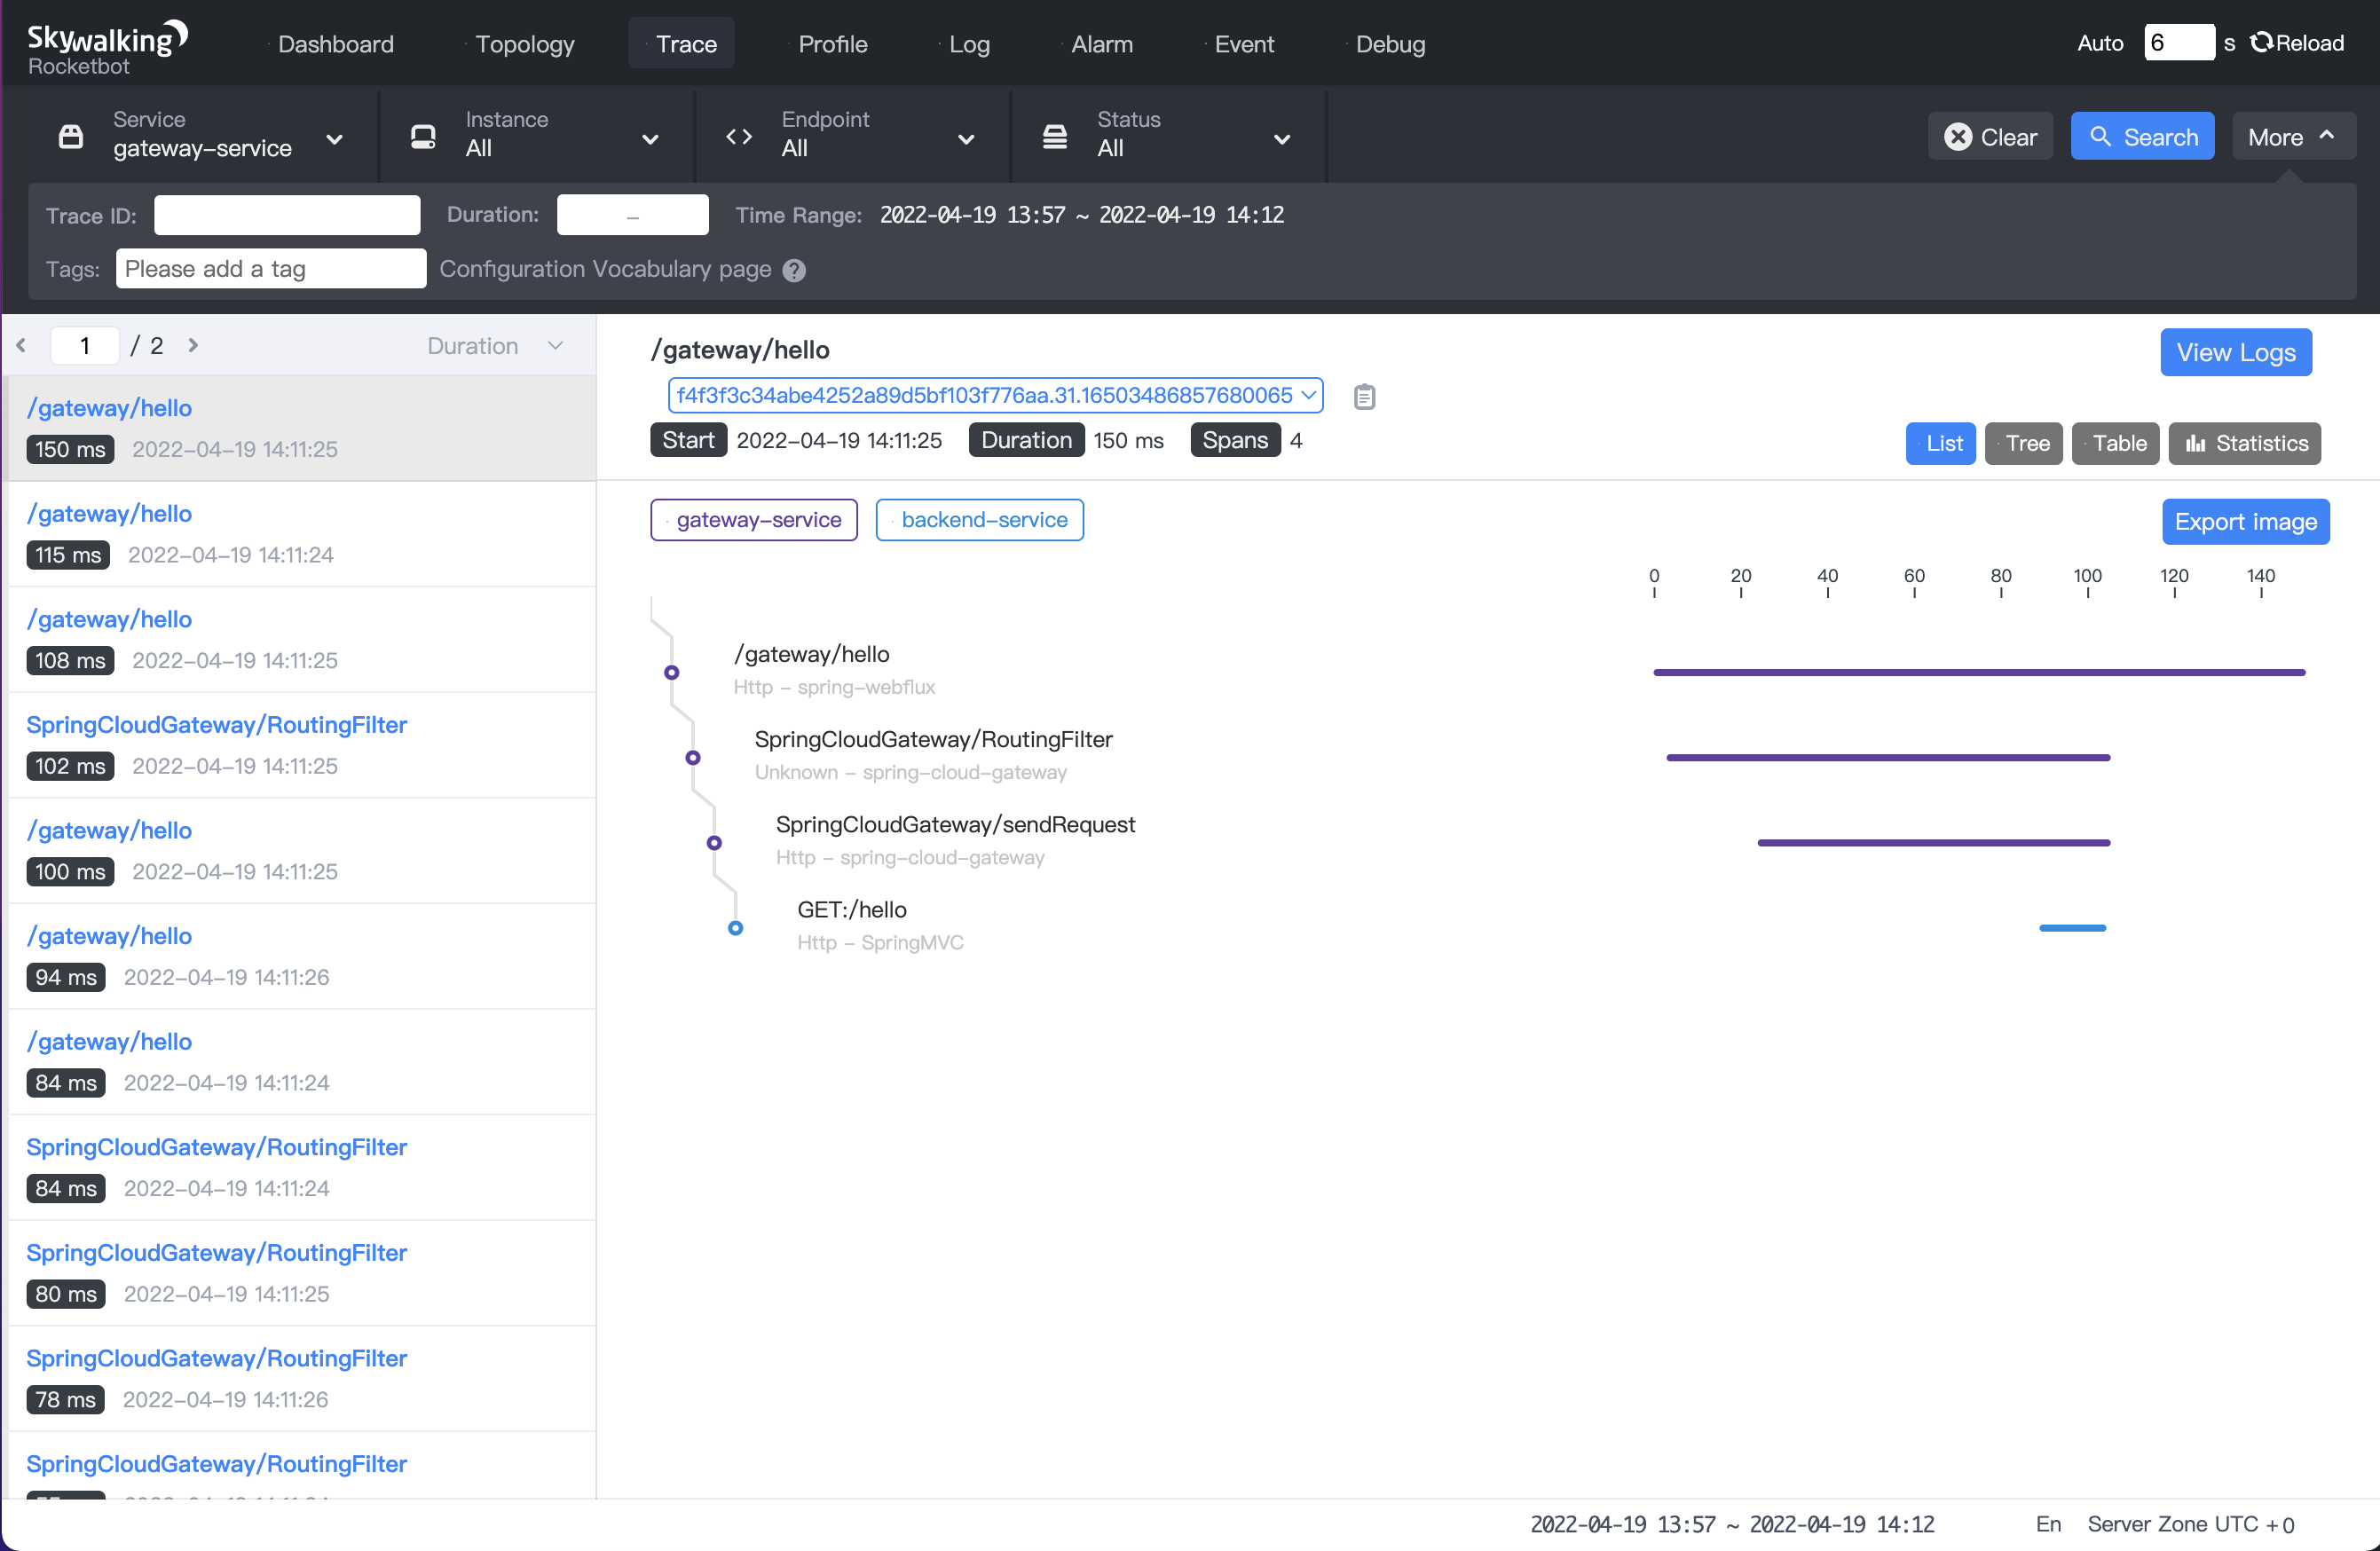 Skywalking
Rocketbot
Dashboard
Topology
Trace
Profile
Log
Alarm
Event
Debug
Auto 6 s Reload
Service
gateway-service
Instance
All
Endpoint
All
Status
All
Clear
Search
More
Trace ID:
Duration: –
Time Range: 2022-04-19 13:57 ~ 2022-04-19 14:12
Tags: Please add a tag
Configuration Vocabulary page ?
1 / 2
Duration
/gateway/hello
150 ms 2022-04-19 14:11:25
/gateway/hello
115 ms 2022-04-19 14:11:24
/gateway/hello
108 ms 2022-04-19 14:11:25
SpringCloudGateway/RoutingFilter
102 ms 2022-04-19 14:11:25
/gateway/hello
100 ms 2022-04-19 14:11:25
/gateway/hello
94 ms 2022-04-19 14:11:26
/gateway/hello
84 ms 2022-04-19 14:11:24
SpringCloudGateway/RoutingFilter
84 ms 2022-04-19 14:11:24
SpringCloudGateway/RoutingFilter
80 ms 2022-04-19 14:11:25
SpringCloudGateway/RoutingFilter
78 ms 2022-04-19 14:11:26
SpringCloudGateway/RoutingFilter
/gateway/hello
View Logs
f4f3f3c34abe4252a89d5bf103f776aa.31.16503486857680065
Start 2022-04-19 14:11:25 Duration 150 ms Spans 4
List
Tree
Table
Statistics
gateway-service
backend-service
Export image
0 20 40 60 80 100 120 140
/gateway/hello
Http - spring-webflux
SpringCloudGateway/RoutingFilter
Unknown - spring-cloud-gateway
SpringCloudGateway/sendRequest
Http - spring-cloud-gateway
GET:/hello
Http - SpringMVC
2022-04-19 13:57 ~ 2022-04-19 14:12
En
Server Zone UTC +0